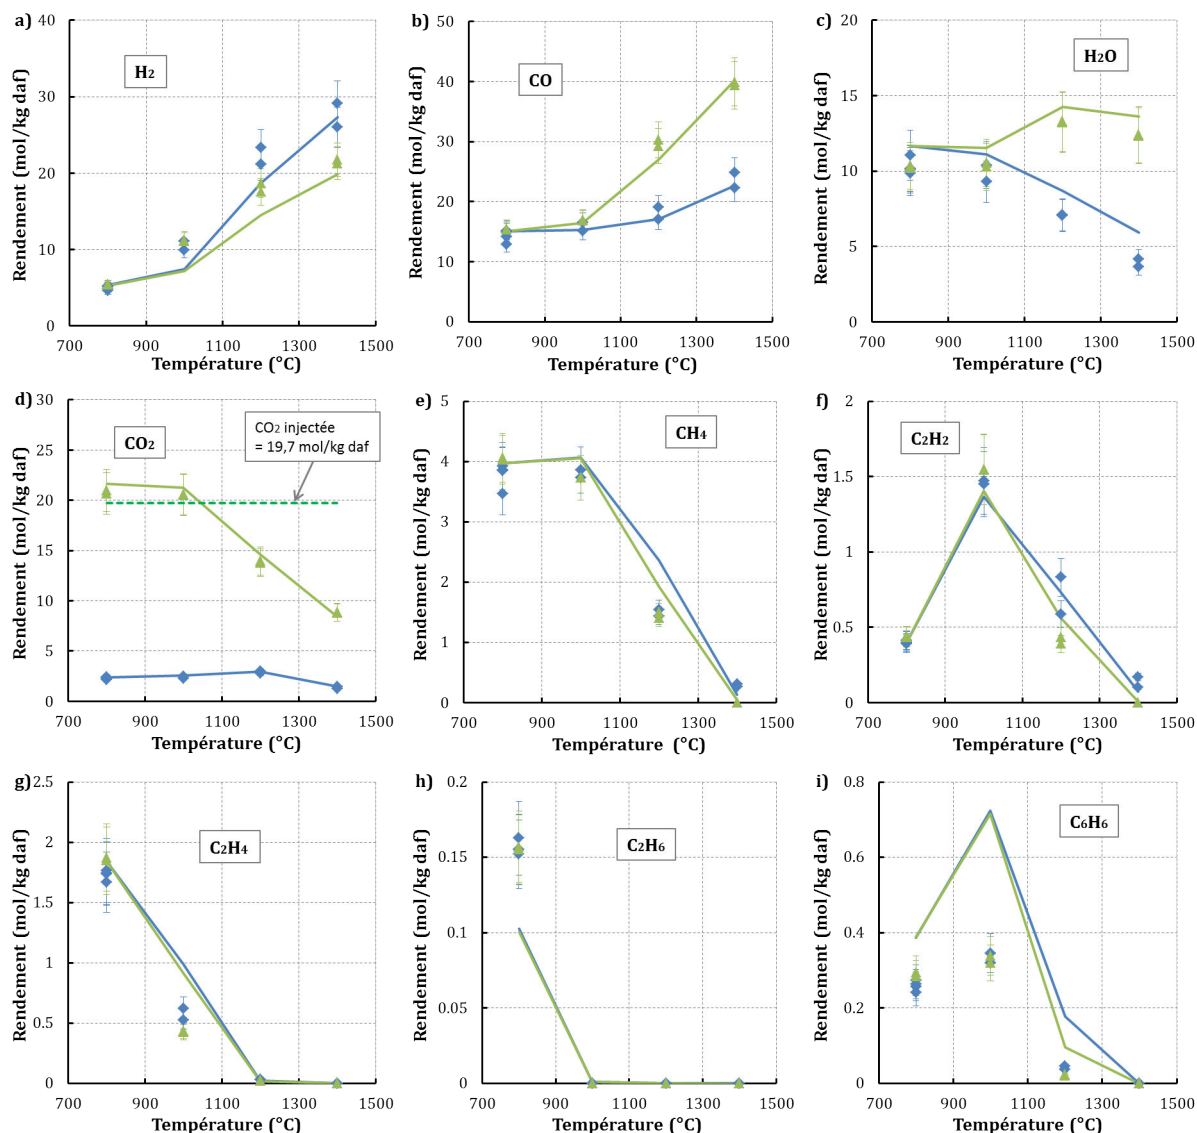 a)
H2
Rendement (mol/kg daf)
40
30
20
10
0
700 900 1100 1300 1500
Température (°C)
b)
CO
Rendement (mol/kg daf)
50
40
30
20
10
0
700 900 1100 1300 1500
Température (°C)
c)
H2O
Rendement (mol/kg daf)
20
15
10
5
0
700 900 1100 1300 1500
Température (°C)
d)
CO2
CO2 injectée
= 19,7 mol/kg daf
Rendement (mol/kg daf)
30
25
20
15
10
5
0
700 900 1100 1300 1500
Température (°C)
e)
CH4
Rendement (mol/kg daf)
5
4
3
2
1
0
700 900 1100 1300 1500
Température (°C)
f)
C2H2
Rendement (mol/kg daf)
2
1.5
1
0.5
0
700 900 1100 1300 1500
Température (°C)
g)
C2H4
Rendement (mol/kg daf)
2.5
2
1.5
1
0.5
0
700 900 1100 1300 1500
Température (°C)
h)
C2H6
Rendement (mol/kg daf)
0.2
0.15
0.1
0.05
0
700 900 1100 1300 1500
Température (°C)
i)
C6H6
Rendement (mol/kg daf)
0.8
0.6
0.4
0.2
0
700 900 1100 1300 1500
Température (°C)